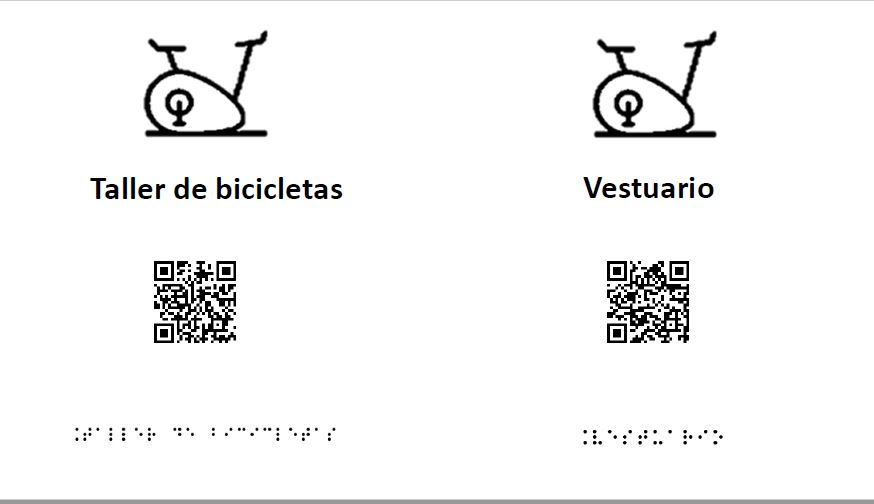 Taller de bicicletas
Vestuario
⠨⠞⠁⠇⠇⠑⠗ ⠙⠑ ⠃⠊⠉⠊⠉⠇⠑⠞⠁⠎
⠨⠧⠑⠎⠞⠥⠁⠗⠊⠕